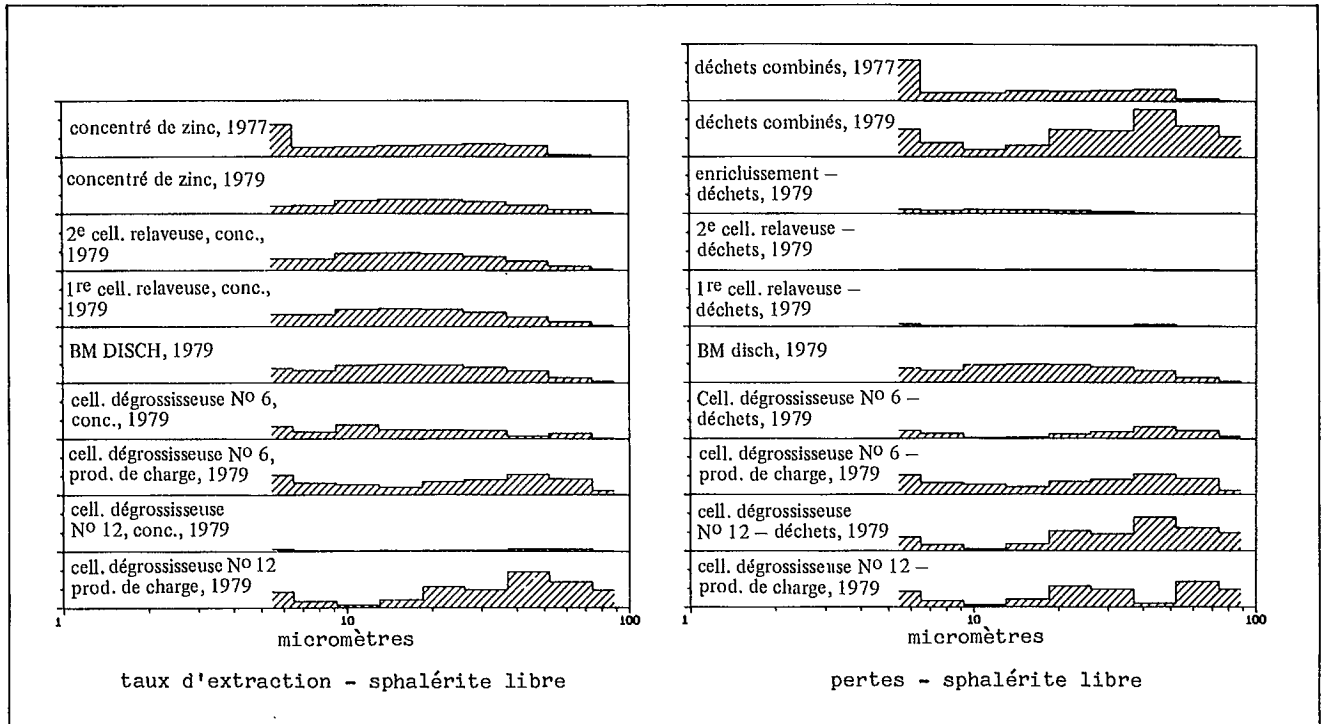 concentré de zinc, 1977
concentré de zinc, 1979
2e cell. relaveuse, conc.,
1979
1re cell. relaveuse, conc.,
1979
BM DISCH, 1979
cell. dégrossisseuse No 6,
conc., 1979
cell. dégrossisseuse No 6,
prod. de charge, 1979
cell. dégrossisseuse
No 12, conc., 1979
cell. dégrossisseuse No 12
prod. de charge, 1979
1 10 100
micromètres
taux d'extraction - sphalérite libre
déchets combinés, 1977
déchets combinés, 1979
enrichissement —
déchets, 1979
2e cell. relaveuse —
déchets, 1979
1re cell. relaveuse —
déchets, 1979
BM disch, 1979
Cell. dégrossisseuse No 6 —
déchets, 1979
cell. dégrossisseuse No 6 —
prod. de charge, 1979
cell. dégrossisseuse
No 12 — déchets, 1979
cell. dégrossisseuse No 12 —
prod. de charge, 1979
1 10 100
micromètres
pertes - sphalérite libre